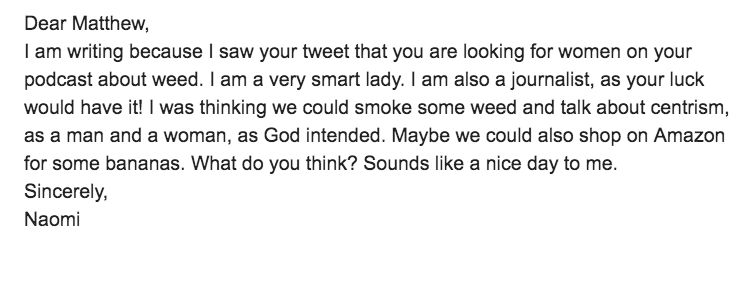 Dear Matthew,
I am writing because I saw your tweet that you are looking for women on your
podcast about weed. I am a very smart lady. I am also a journalist, as your luck
would have it! I was thinking we could smoke some weed and talk about centrism,
as a man and a woman, as God intended. Maybe we could also shop on Amazon
for some bananas. What do you think? Sounds like a nice day to me.
Sincerely,
Naomi